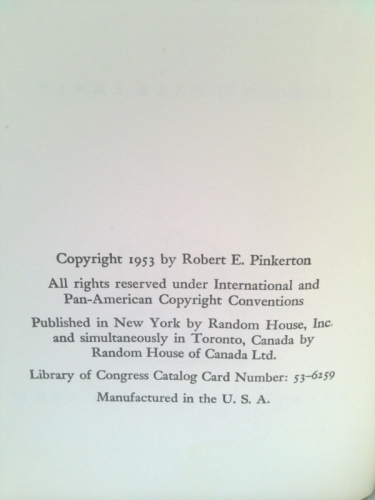 Copyright 1953 by Robert E. Pinkerton
All rights reserved under International and
Pan-American Copyright Conventions
Published in New York by Random House, Inc.
and simultaneously in Toronto, Canada by
Random House of Canada Ltd.
Library of Congress Catalog Card Number: 53-6259
Manufactured in the U. S. A.